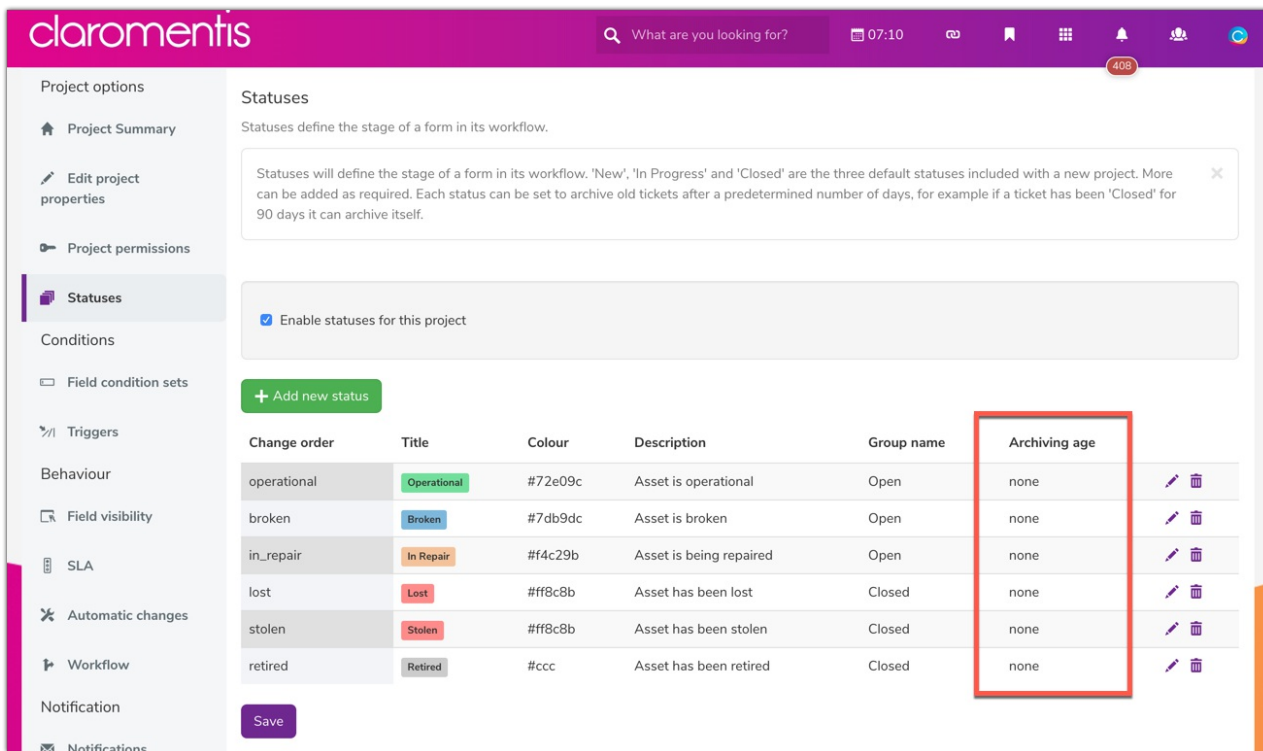 claromentis
What are you looking for?
07:10
408
Project options
Project Summary
Edit project
properties
Project permissions
Statuses
Conditions
Field condition sets
Triggers
Behaviour
Field visibility
SLA
Automatic changes
Workflow
Notification
Notifications
Statuses
Statuses define the stage of a form in its workflow.
Statuses will define the stage of a form in its workflow. 'New', 'In Progress' and 'Closed' are the three default statuses included with a new project. More
can be added as required. Each status can be set to archive old tickets after a predetermined number of days, for example if a ticket has been 'Closed' for
90 days it can archive itself.
Enable statuses for this project
Add new status
Change order Title Colour Description Group name Archiving age
operational Operational #72e09c Asset is operational Open none
broken Broken #7db9dc Asset is broken Open none
in_repair In Repair #f4c29b Asset is being repaired Open none
lost Lost #ff8c8b Asset has been lost Closed none
stolen Stolen #ff8c8b Asset has been stolen Closed none
retired Retired #ccc Asset has been retired Closed none
Save